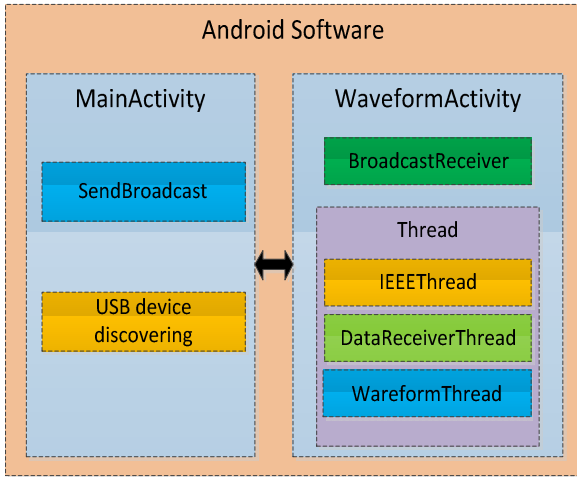 Android Software
MainActivity
SendBroadcast
USB device
discovering
WaveformActivity
BroadcastReceiver
Thread
IEEEThread
DataReceiverThread
WareformThread